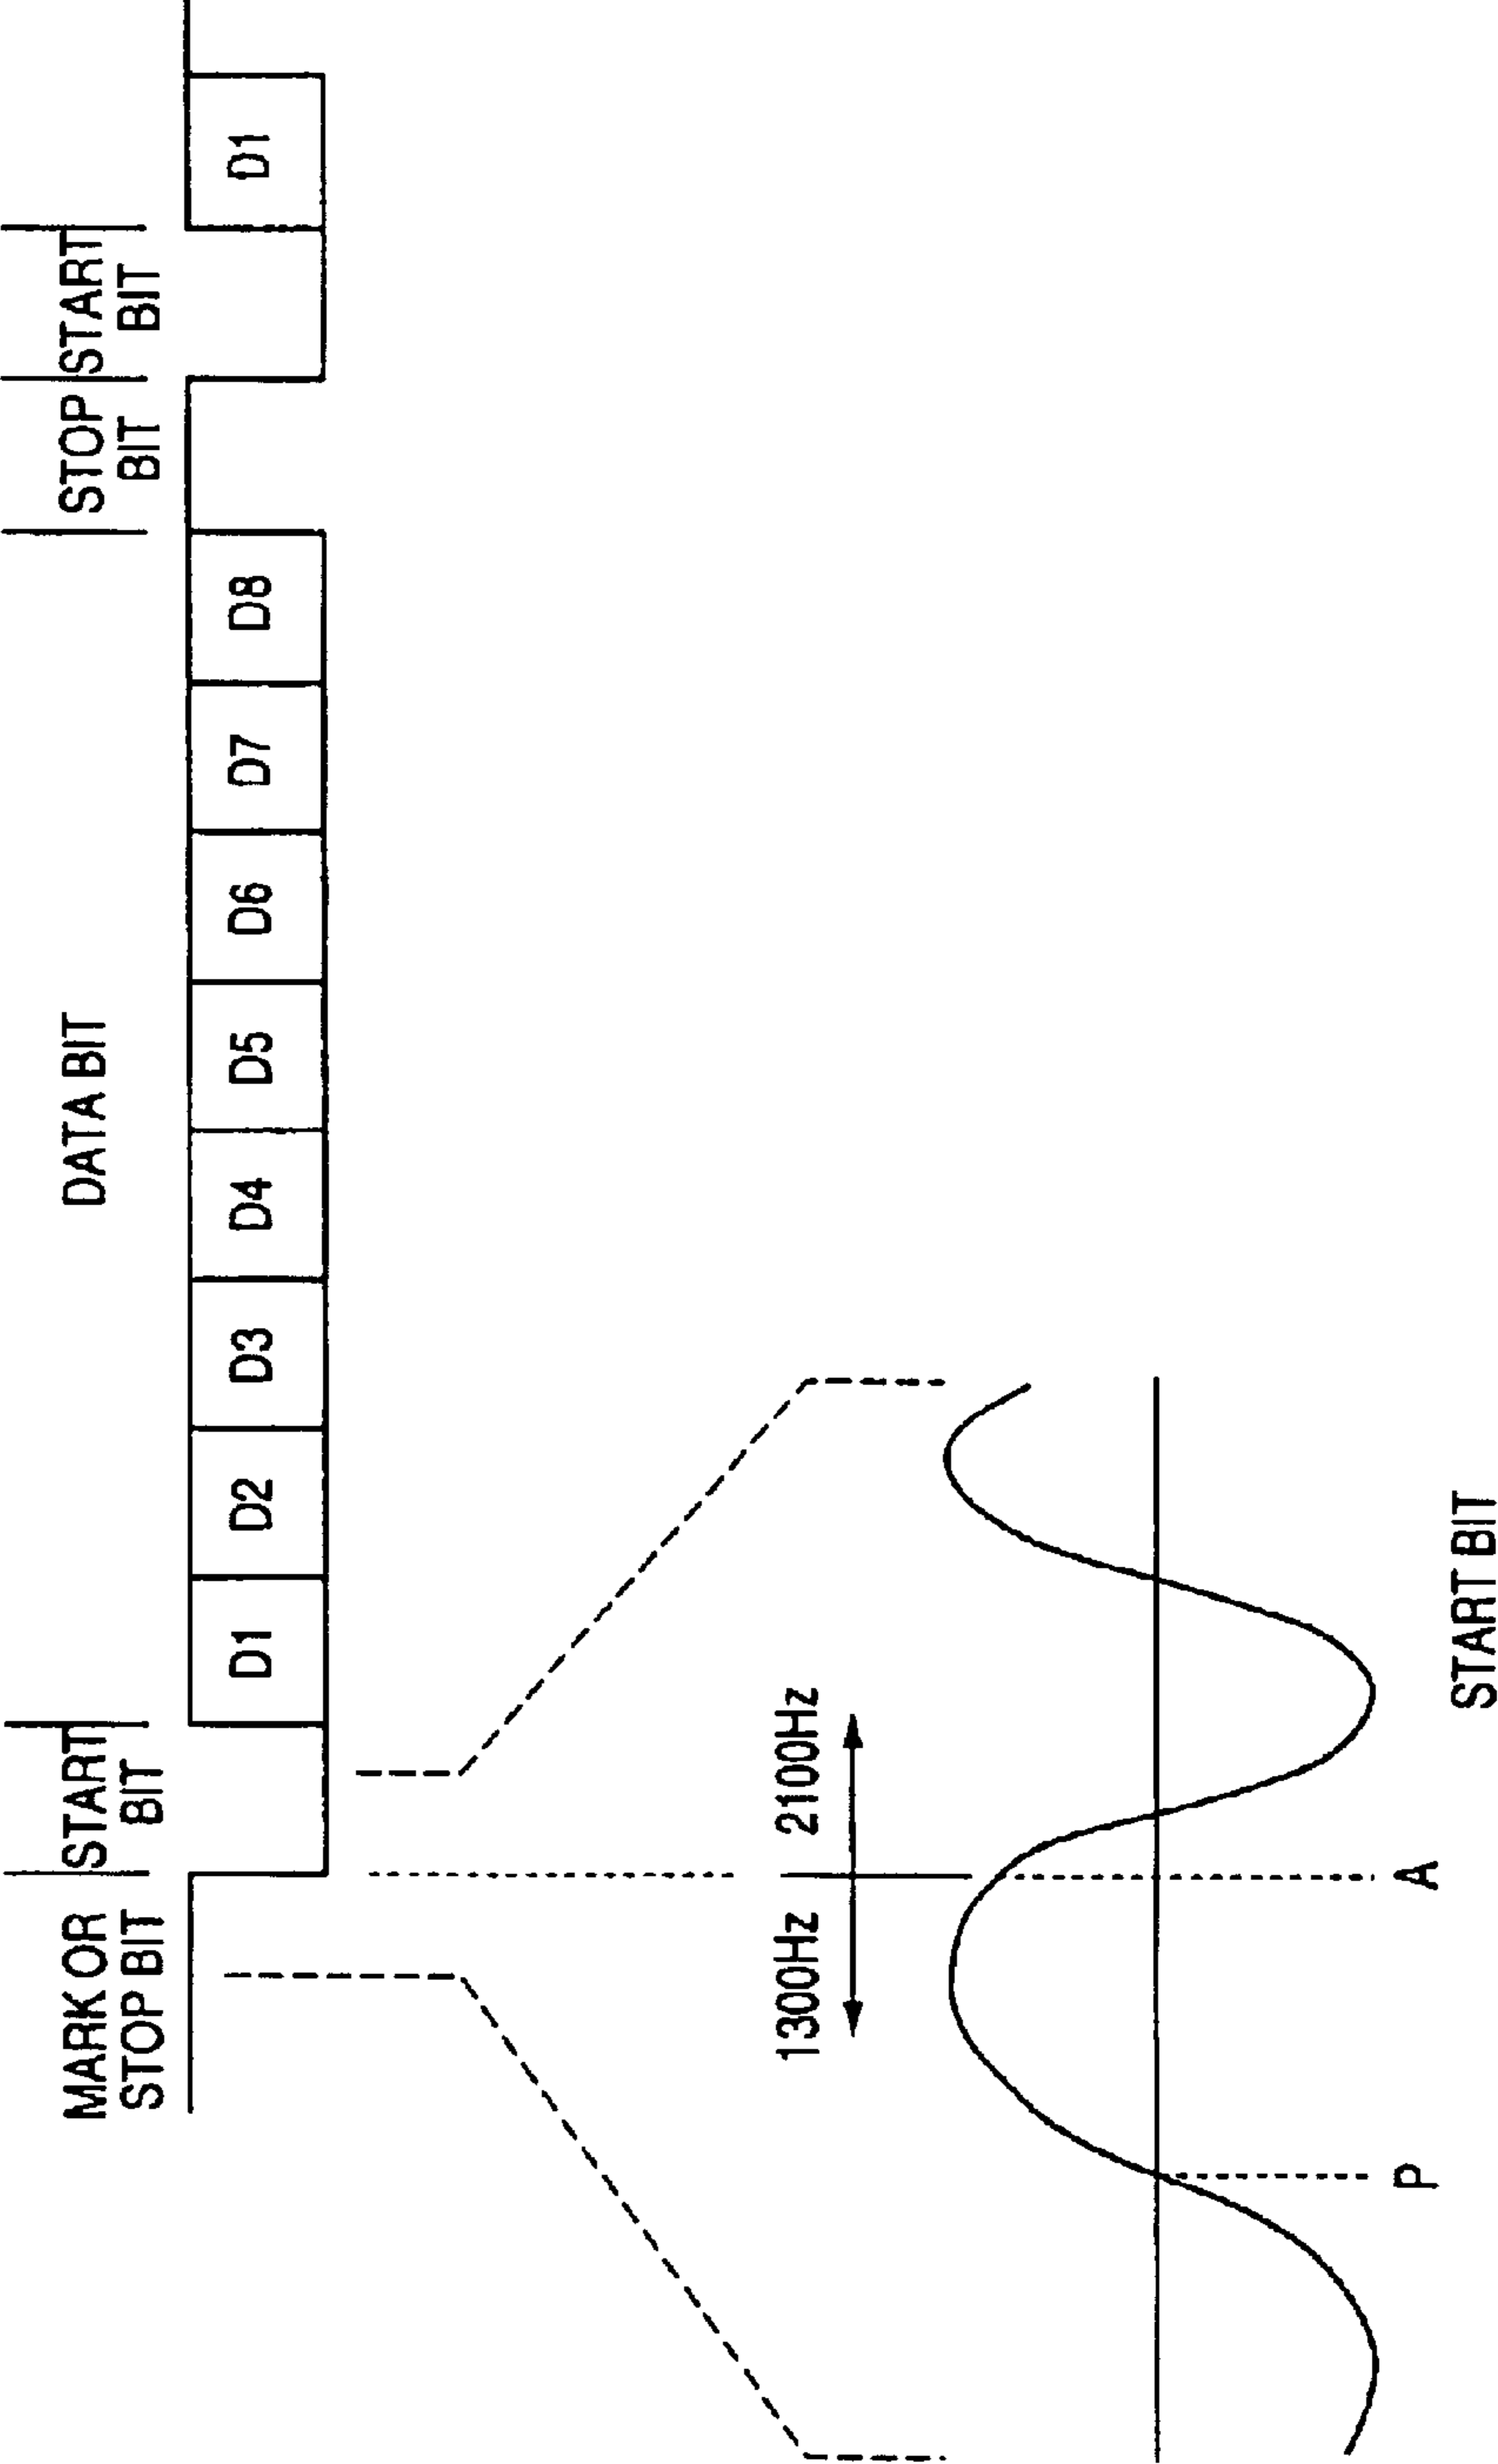 MARK OR
STOP BIT
START
BIT
DATA BIT
STOP
BIT
START
BIT
D1 D2 D3 D4 D5 D6 D7 D8 D1
1300Hz 2100Hz
P A START BIT